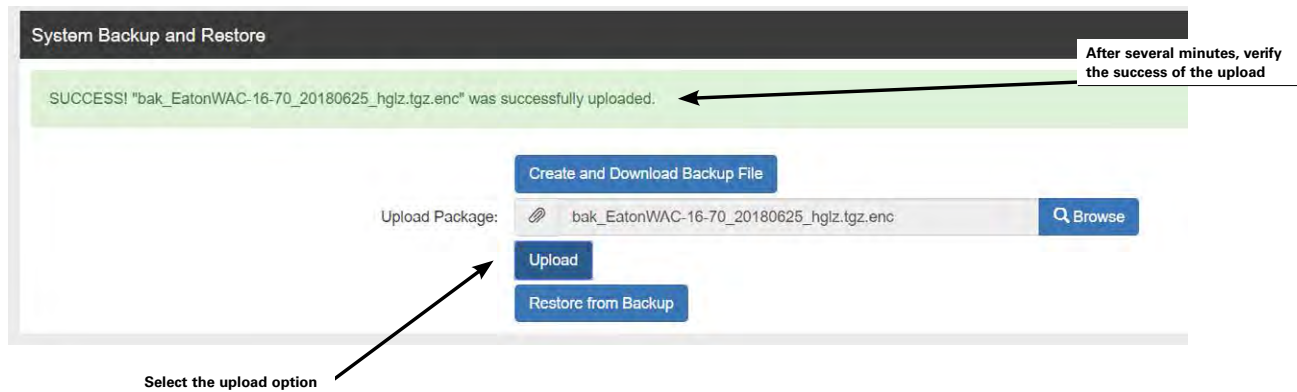 System Backup and Restore
After several minutes, verify
the success of the upload
SUCCESS! "bak_EatonWAC-16-70_20180625_hglz.tgz.enc" was successfully uploaded.
Create and Download Backup File
Upload Package:
bak_EatonWAC-16-70_20180625_hglz.tgz.enc
Browse
Upload
Restore from Backup
Select the upload option